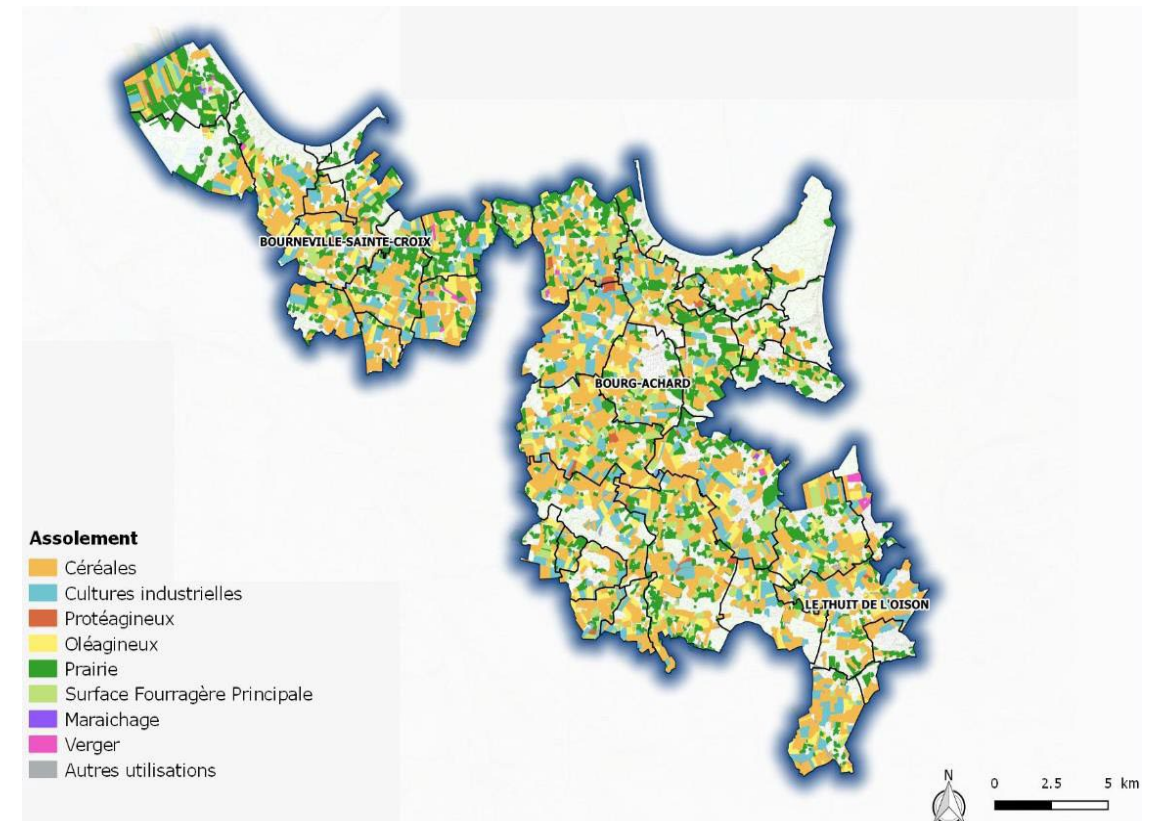 BOURNEVILLE-SAINTE-CROIX
BOURG-ACHARD
LE THUIT DE L'OISON
Assolement
Céréales
Cultures industrielles
Protéagineux
Oléagineux
Prairie
Surface Fourragère Principale
Maraichage
Verger
Autres utilisations
N
0 2.5 5 km